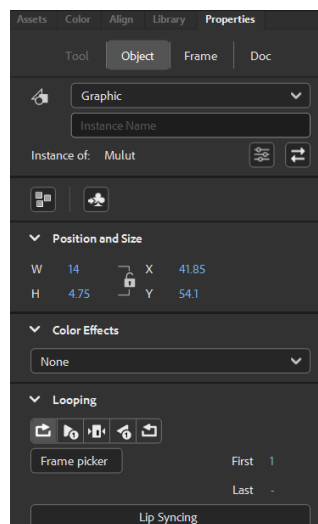 Assets Color Align Library Properties
Tool Object Frame Doc
Graphic
Instance Name
Instance of: Mulut
Position and Size
W 14 X 41.85
H 4.75 Y 54.1
Color Effects
None
Looping
Frame picker First 1
Last -
Lip Syncing